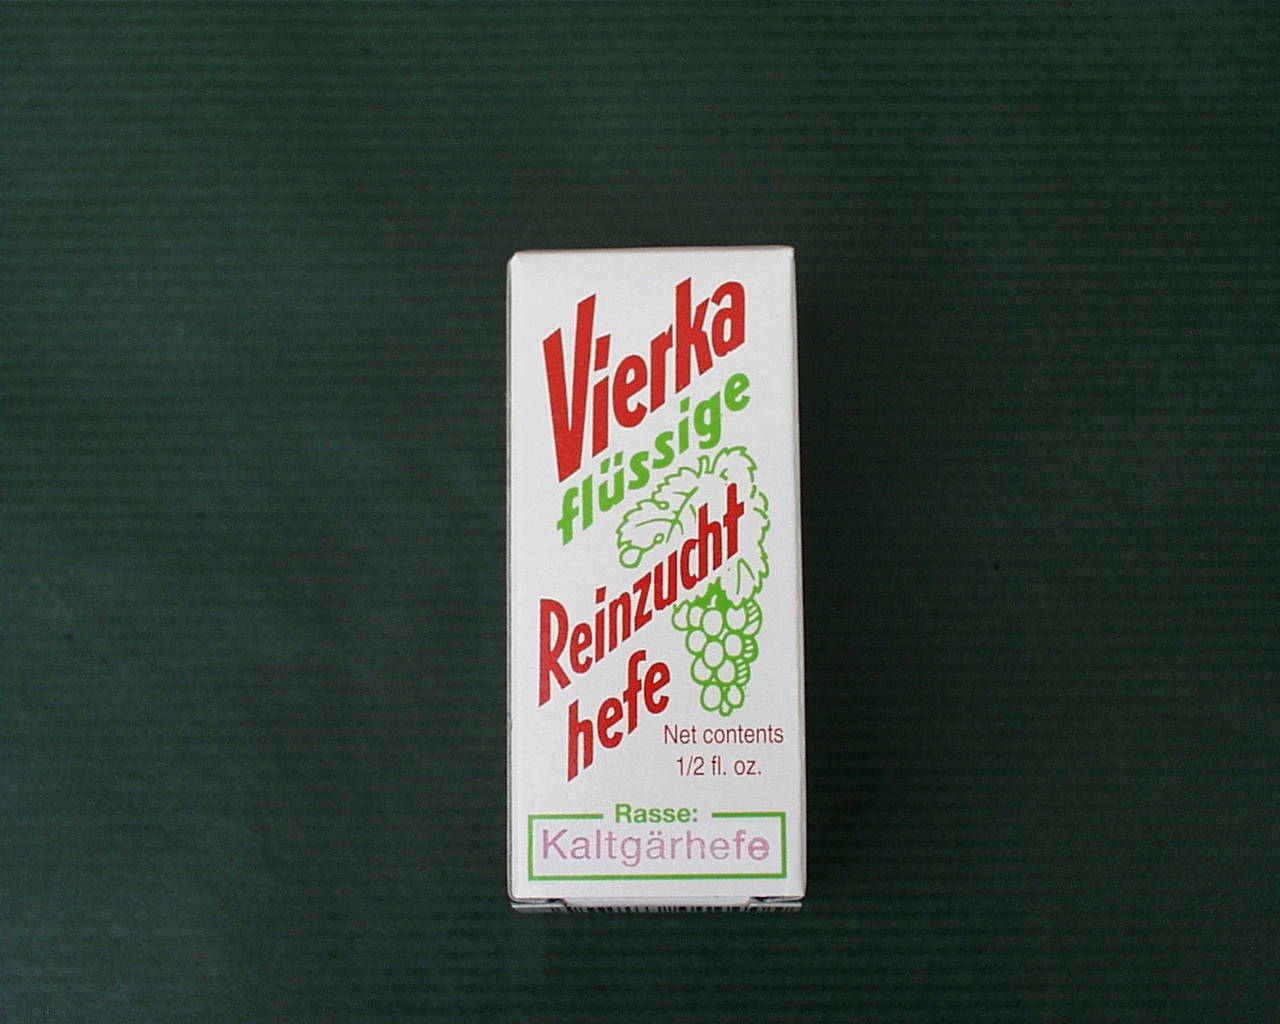 Vierka
flüssige
Reinzucht
hefe
Net contents
1/2 fl. oz.
Rasse:
Kaltgärhefe